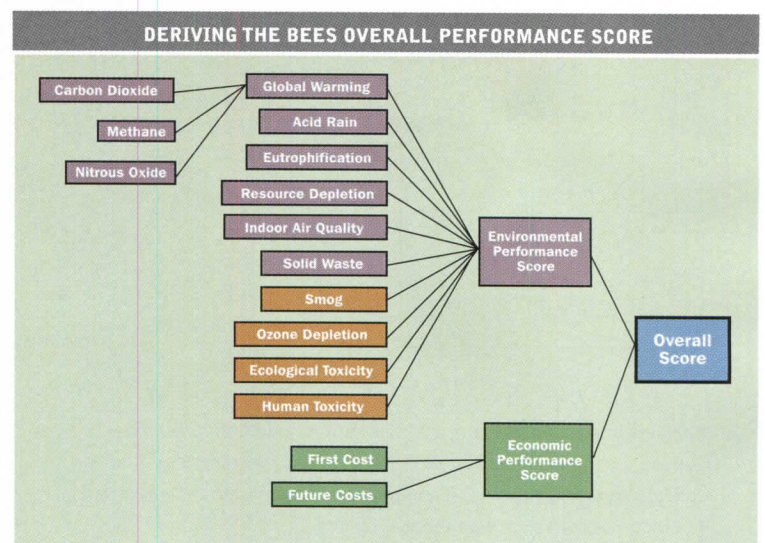 DERIVING THE BEES OVERALL PERFORMANCE SCORE
Carbon Dioxide
Methane
Nitrous Oxide
Global Warming
Acid Rain
Eutrophification
Resource Depletion
Indoor Air Quality
Solid Waste
Smog
Ozone Depletion
Ecological Toxicity
Human Toxicity
First Cost
Future Costs
Environmental
Performance
Score
Economic
Performance
Score
Overall
Score